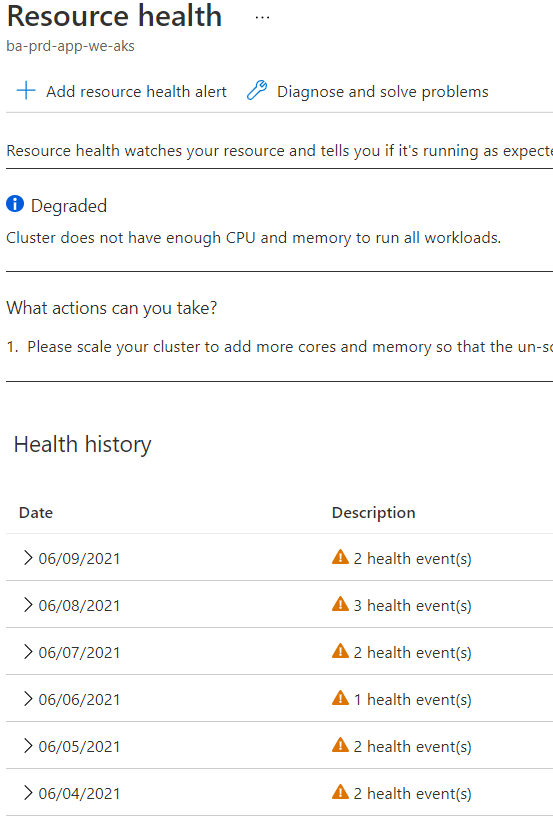 Resource health ...
ba-prd-app-we-aks
Add resource health alert Diagnose and solve problems
Resource health watches your resource and tells you if it's running as expecte
Degraded
Cluster does not have enough CPU and memory to run all workloads.
What actions can you take?
1. Please scale your cluster to add more cores and memory so that the un-sc
Health history
Date Description
06/09/2021 2 health event(s)
06/08/2021 3 health event(s)
06/07/2021 2 health event(s)
06/06/2021 1 health event(s)
06/05/2021 2 health event(s)
06/04/2021 2 health event(s)